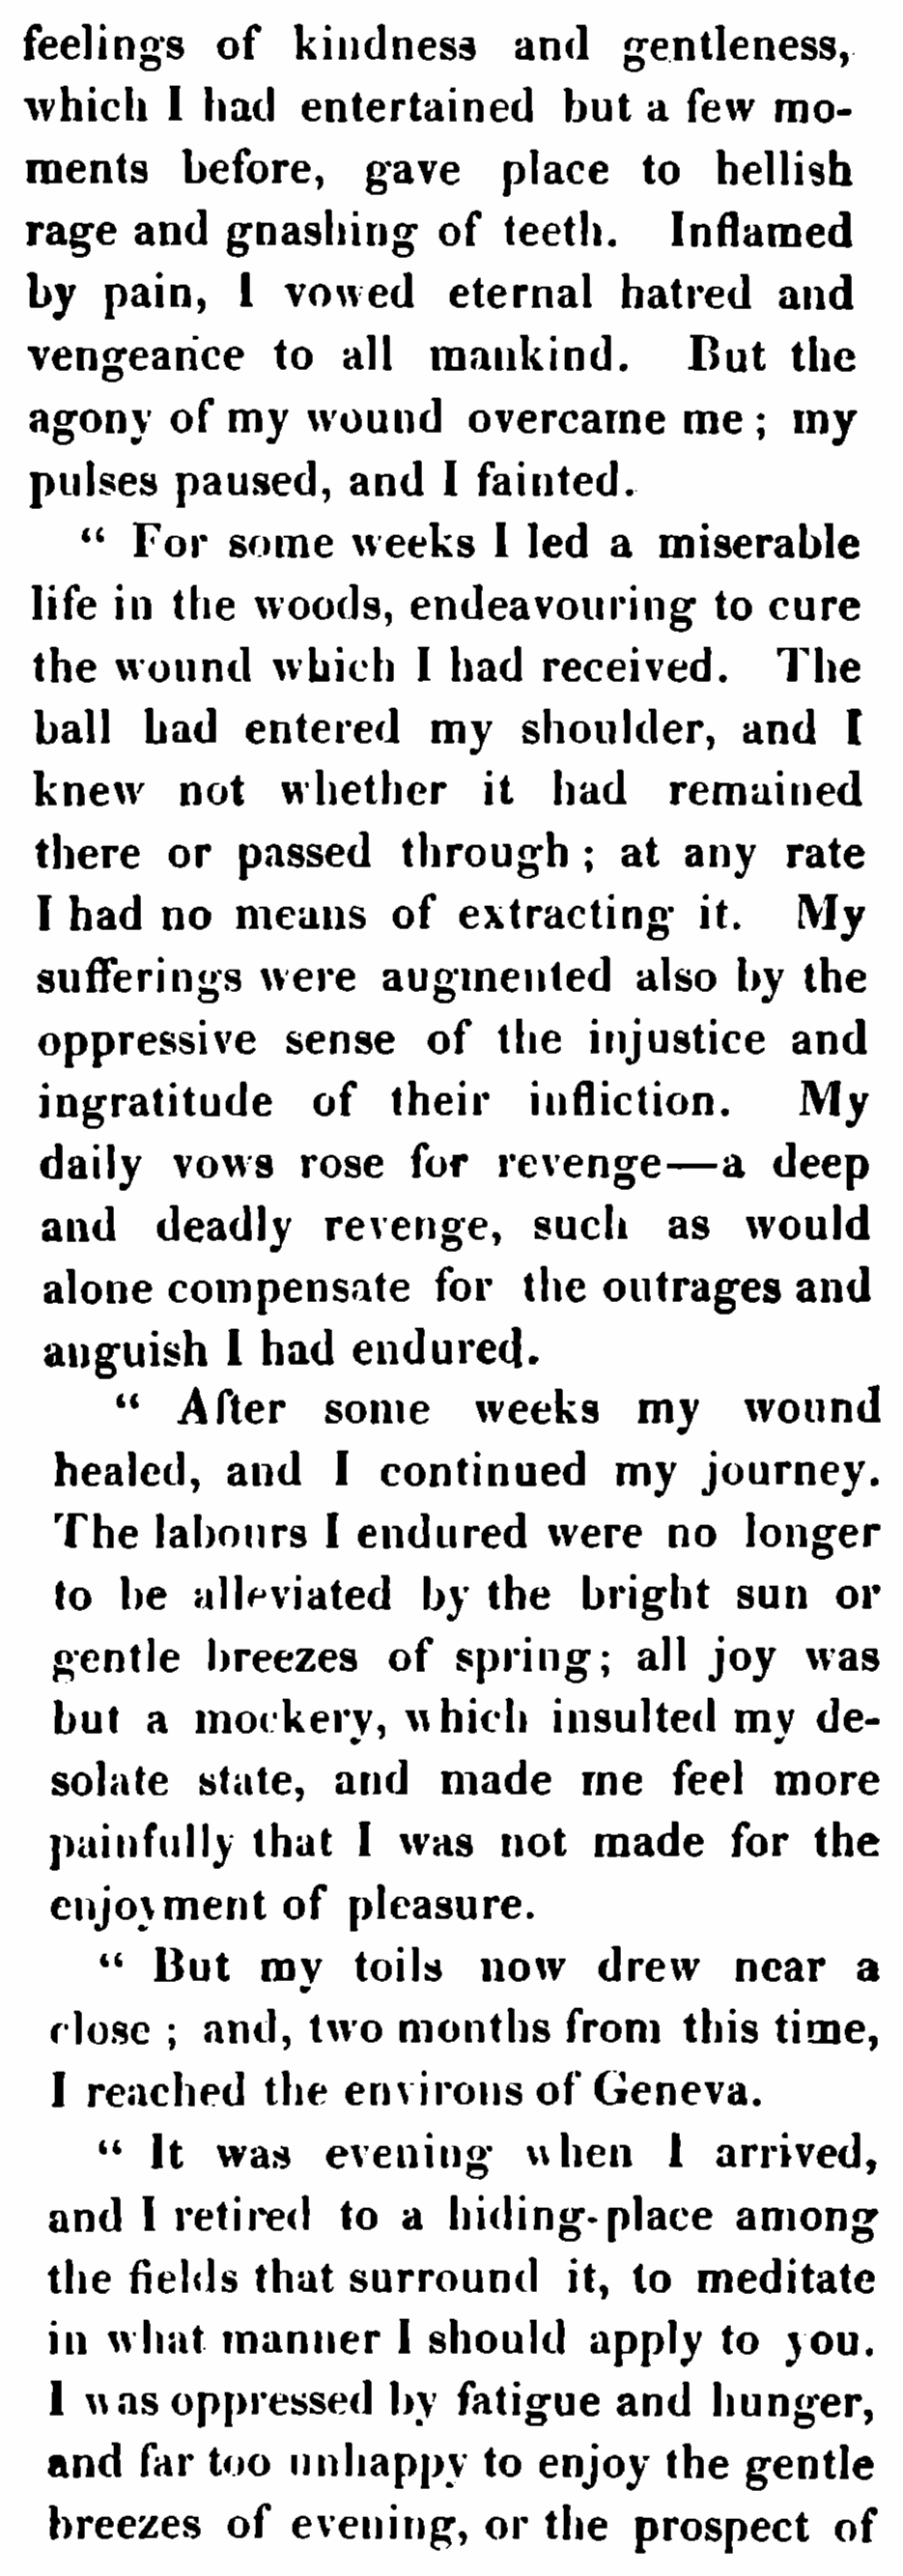 feelings of kindness and gentleness,
which I had entertained but a few mo-
ments before, gave place to hellish
rage and gnashing of teeth. Inflamed
by pain, I vowed eternal hatred and
vengeance to all mankind. But the
agony of my wound overcame me ; my
pulses paused, and I fainted.
“ For some weeks I led a miserable
life in the woods, endeavouring to cure
the wound which I had received. The
ball had entered my shoulder, and I
knew not whether it had remained
there or passed through ; at any rate
I had no means of extracting it. My
sufferings were augmented also by the
oppressive sense of the injustice and
ingratitude of their infliction. My
daily vows rose for revenge—a deep
and deadly revenge, such as would
alone compensate for the outrages and
anguish I had endured.
“ After some weeks my wound
healed, and I continued my journey.
The labours I endured were no longer
to be alleviated by the bright sun or
gentle breezes of spring; all joy was
but a mockery, which insulted my de-
solate state, and made me feel more
painfully that I was not made for the
enjoyment of pleasure.
“ But my toils now drew near a
close ; and, two months from this time,
I reached the environs of Geneva.
“ It was evening when I arrived,
and I retired to a hiding-place among
the fields that surround it, to meditate
in what manner I should apply to you.
I was oppressed by fatigue and hunger,
and far too unhappy to enjoy the gentle
breezes of evening, or the prospect of